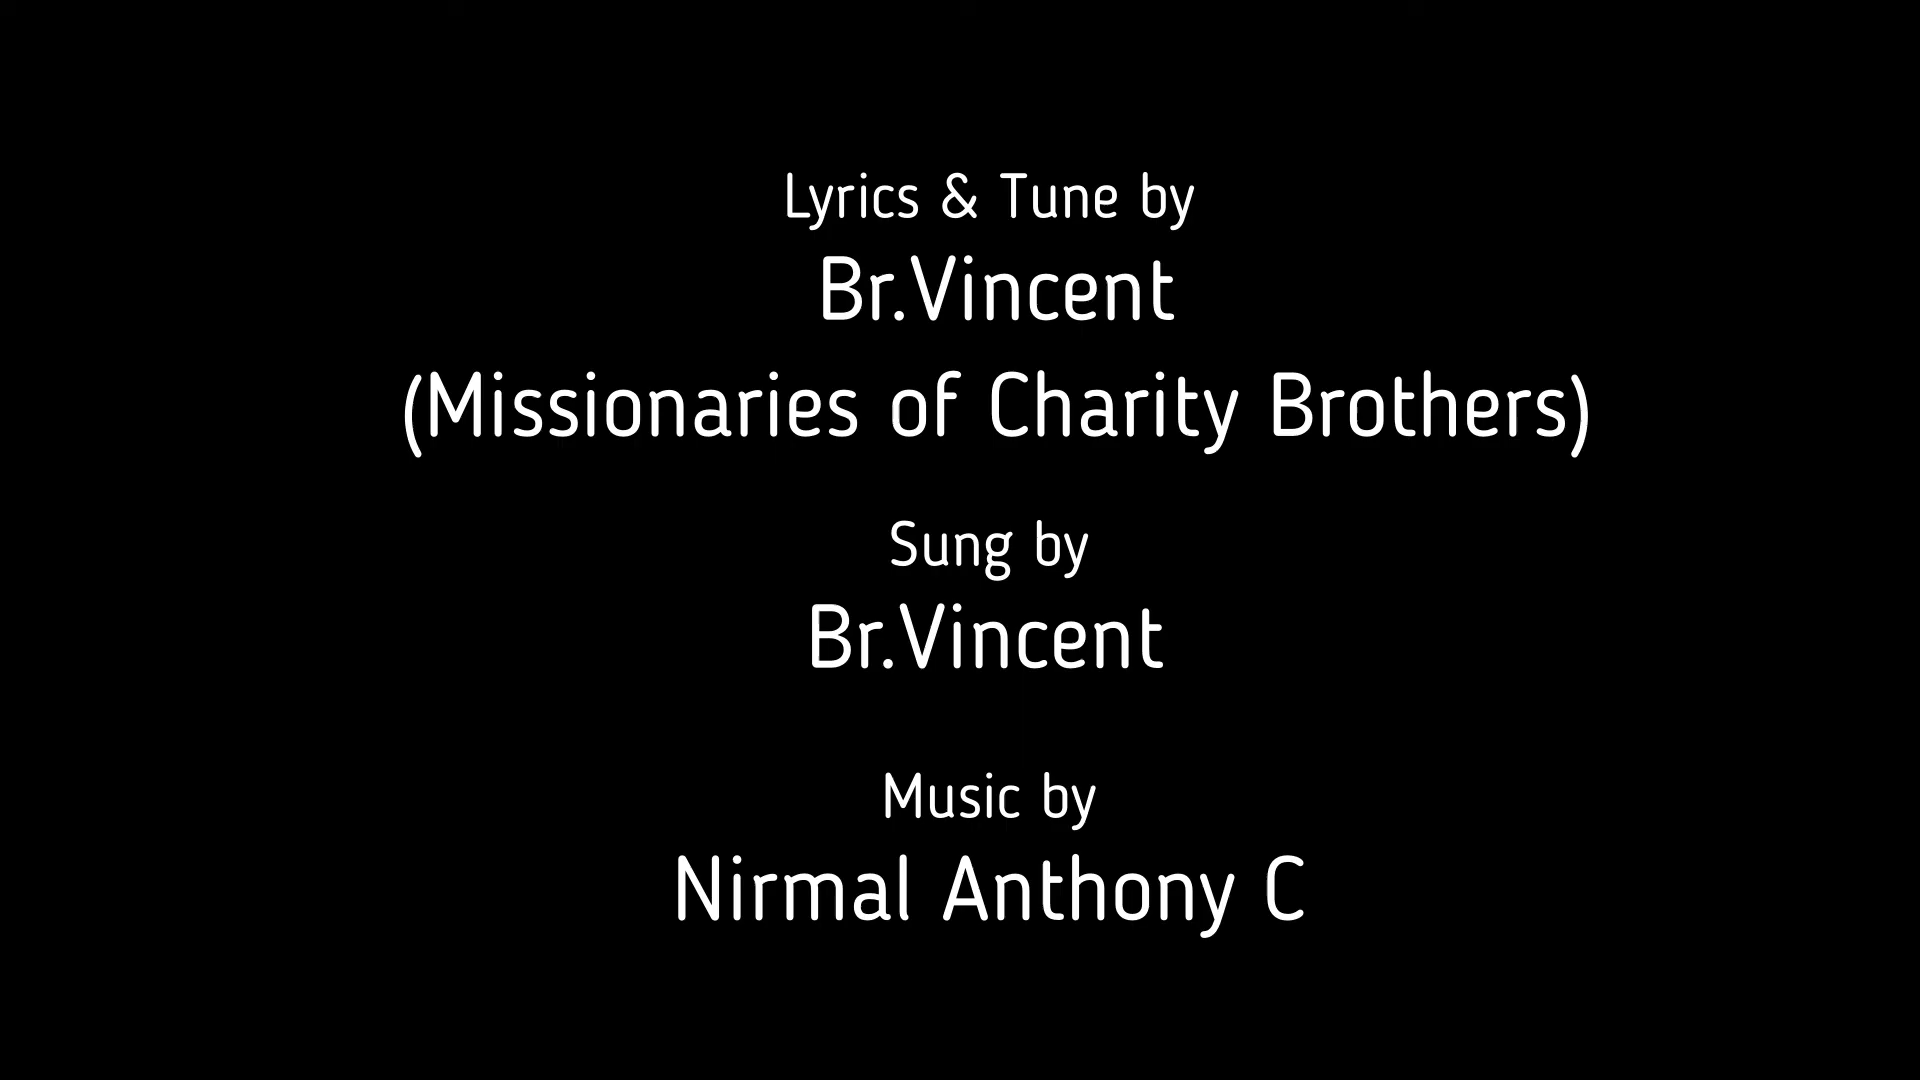 Lyrics & Tune by
Br.Vincent
(Missionaries of Charity Brothers)
Sung by
Br.Vincent
Music by
Nirmal Anthony C